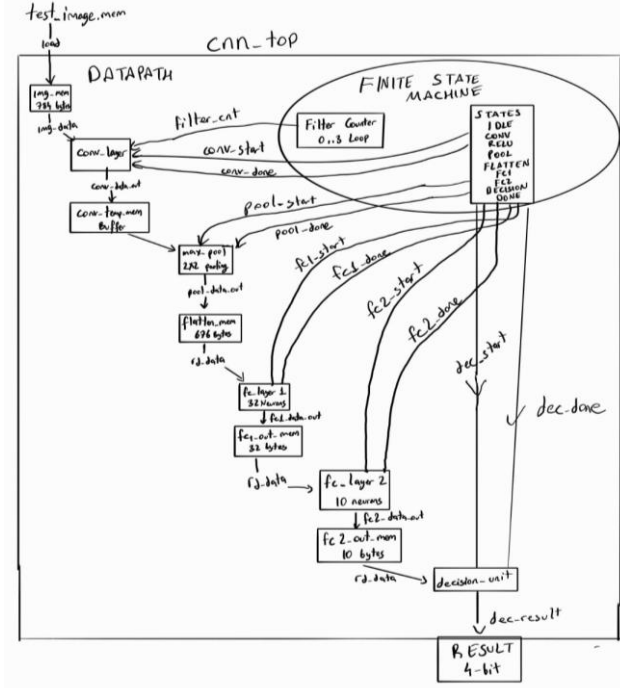 test_image.mem
load
cnn_top
DATAPATH
FINITE STATE
MACHINE
img_mem
784 bytes
img_data
filter_cnt
Filter Counter
0..3 Loop
STATES
IDLE
CONV
RELU
POOL
FLATTEN
FC1
FC2
DECISION
DONE
conv_layer
conv_start
conv_done
conv_data_out
conv_temp_mem
Buffer
pool_start
pool_done
max_pool
2x2 pooling
pool_data_out
fc1_start
fc1_done
fc2_start
fc2_done
flatten_mem
676 bytes
rd_data
dec_start
dec_done
fc_layer 1
32 Neurons
fc1_data_out
fc1_out_mem
32 bytes
rd_data
fc_layer 2
10 neurons
fc2_data_out
fc2_out_mem
10 bytes
rd_data
decision_unit
dec_result
RESULT
4-bit